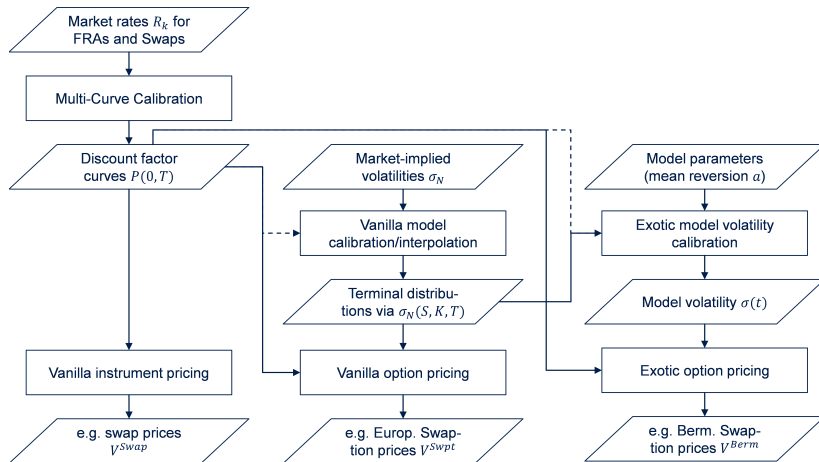 Market rates R_k for
FRAs and Swaps
Multi-Curve Calibration
Discount factor
curves P(0,T)
Market-implied
volatilities σ_N
Model parameters
(mean reversion a)
Vanilla model
calibration/interpolation
Exotic model volatility
calibration
Terminal distribu-
tions via σ_N(S,K,T)
Model volatility σ(t)
Vanilla instrument pricing
Vanilla option pricing
Exotic option pricing
e.g. swap prices
V^Swap
e.g. Europ. Swap-
tion prices V^Swpt
e.g. Berm. Swap-
tion prices V^Berm